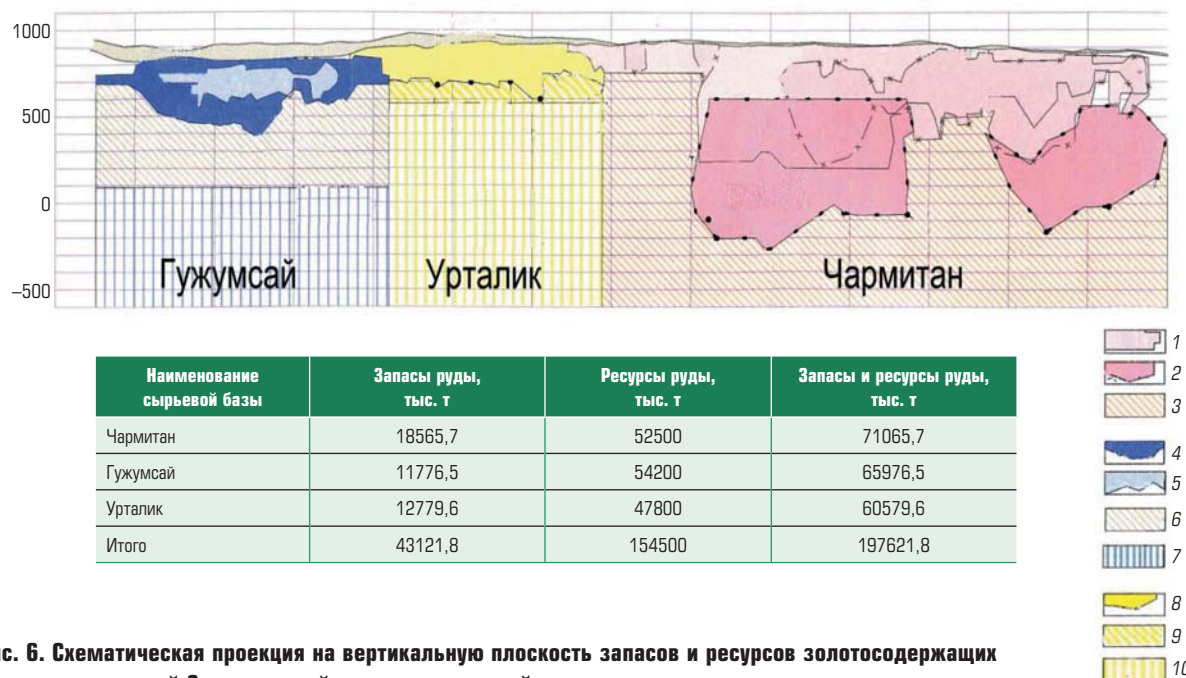 1000
500
0
–500
Гужумсай
Урталик
Чармитан
Наименование сырьевой базы
Запасы руды, тыс. т
Ресурсы руды, тыс. т
Запасы и ресурсы руды, тыс. т
Чармитан 18565,7 52500 71065,7
Гужумсай 11776,5 54200 65976,5
Урталик 12779,6 47800 60579,6
Итого 43121,8 154500 197621,8
1
2
3
4
5
6
7
8
9
10
ис. 6. Схематическая проекция на вертикальную плоскость запасов и ресурсов золотосодержащих